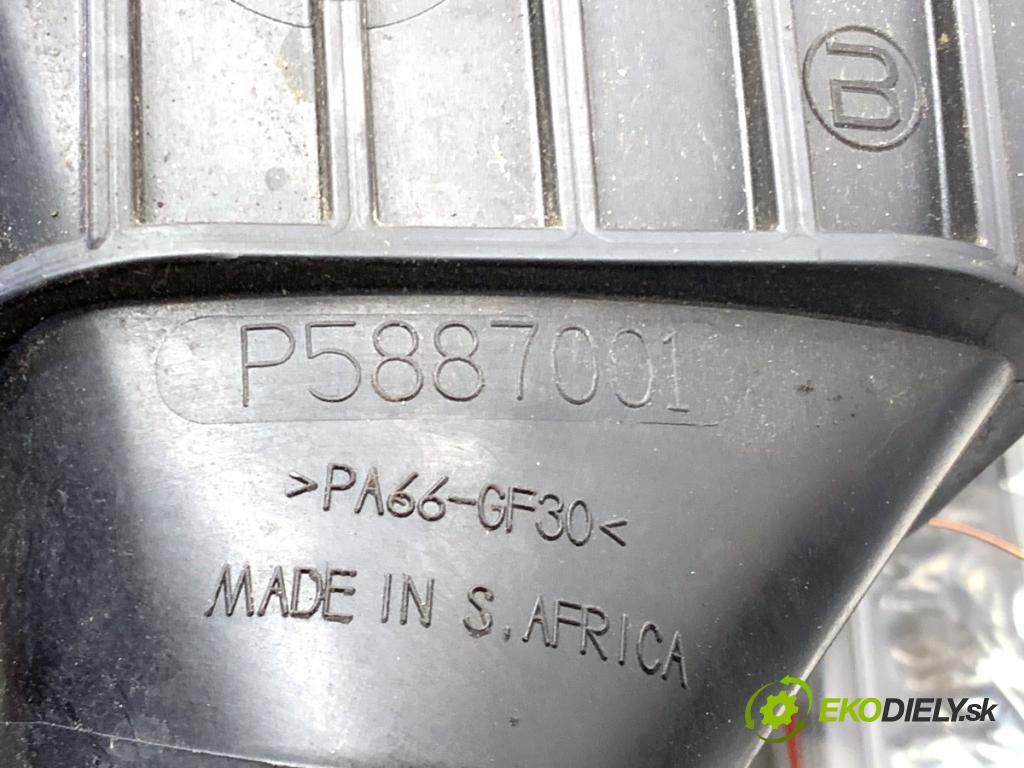 B
P5887001
>PA66-GF30<
MADE IN S.AFRICA
EKODIELY.sk